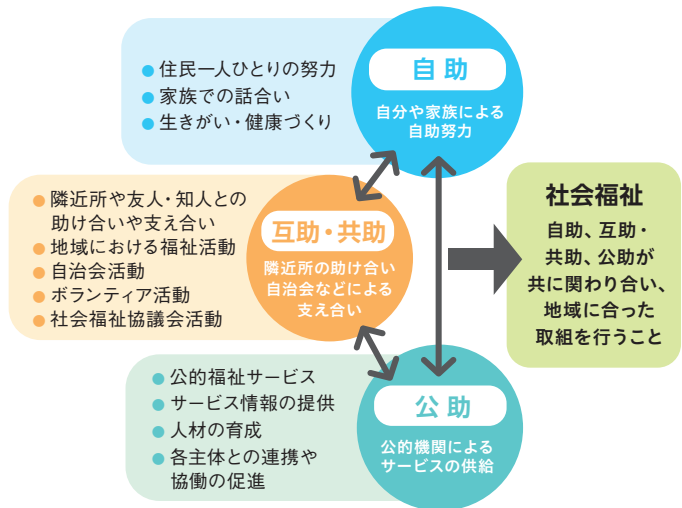 ● 住民一人ひとりの努力
● 家族での話合い
● 生きがい・健康づくり
自助
自分や家族による
自助努力
● 隣近所や友人・知人との
助け合いや支え合い
● 地域における福祉活動
● 自治会活動
● ボランティア活動
● 社会福祉協議会活動
互助・共助
隣近所の助け合い
自治会などによる
支え合い
● 公的福祉サービス
● サービス情報の提供
● 人材の育成
● 各主体との連携や
協働の促進
公助
公的機関による
サービスの供給
社会福祉
自助、互助・
共助、公助が
共に関わり合い、
地域に合った
取組を行うこと